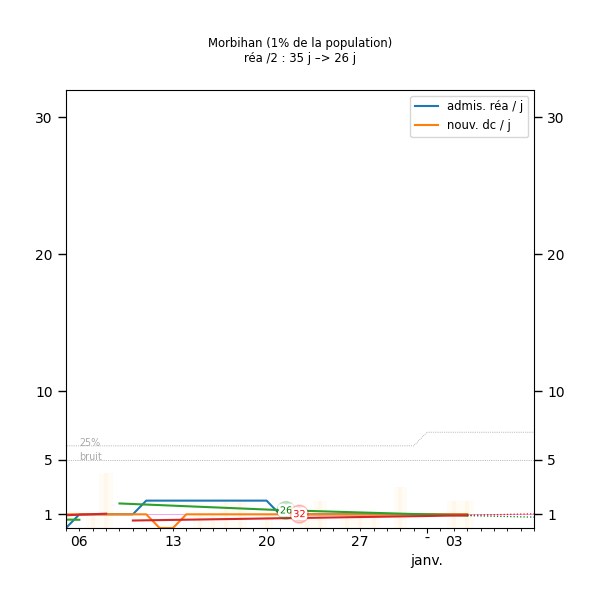 Morbihan (1% de la population)
réa /2 : 35 j –> 26 j
admis. réa / j
nouv. dc / j
30 30
20 20
10 10
25%
bruit
5 5
26 32
1 1
06 13 20 27 - 03
janv.